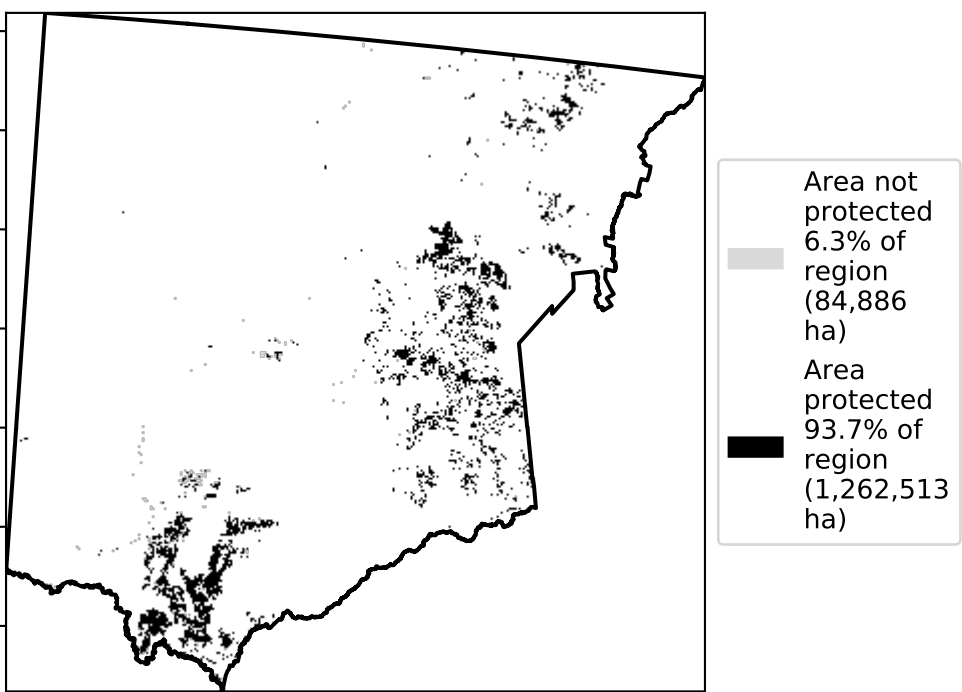 Area not
protected
6.3% of
region
(84,886
ha)
Area
protected
93.7% of
region
(1,262,513
ha)